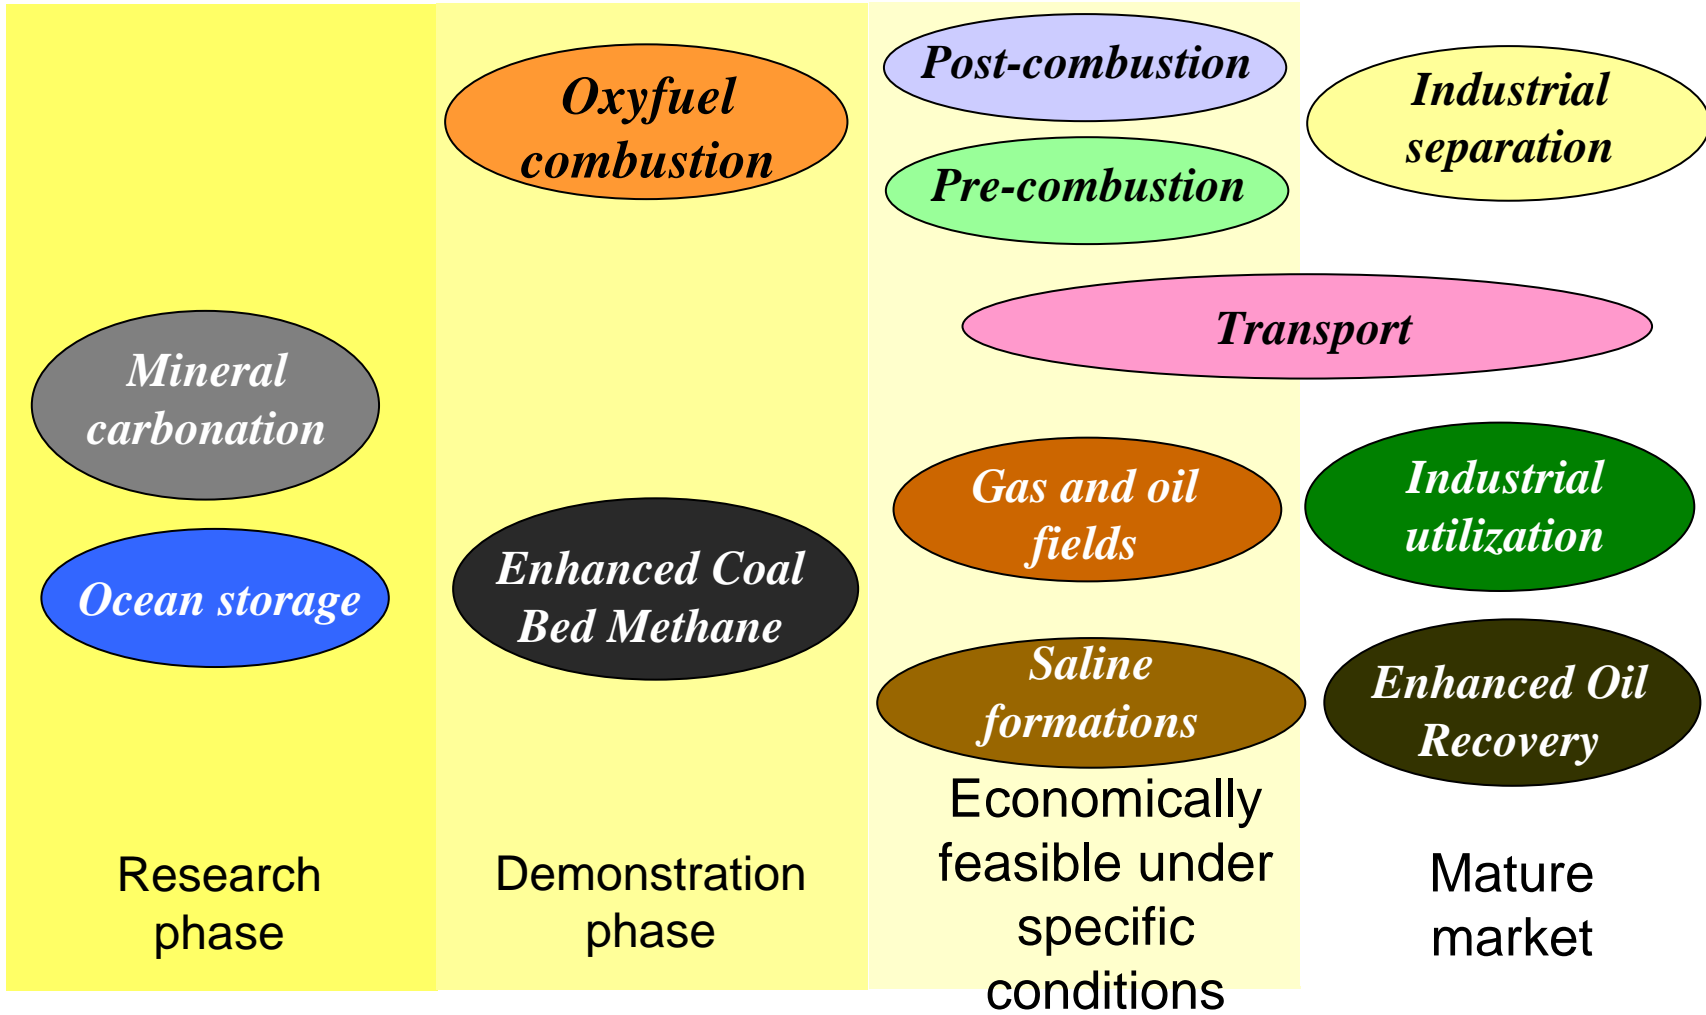 Oxyfuel
combustion
Post-combustion
Pre-combustion
Industrial
separation
Transport
Mineral
carbonation
Ocean storage
Enhanced Coal
Bed Methane
Gas and oil
fields
Saline
formations
Industrial
utilization
Enhanced Oil
Recovery
Research
phase
Demonstration
phase
Economically
feasible under
specific
conditions
Mature
market